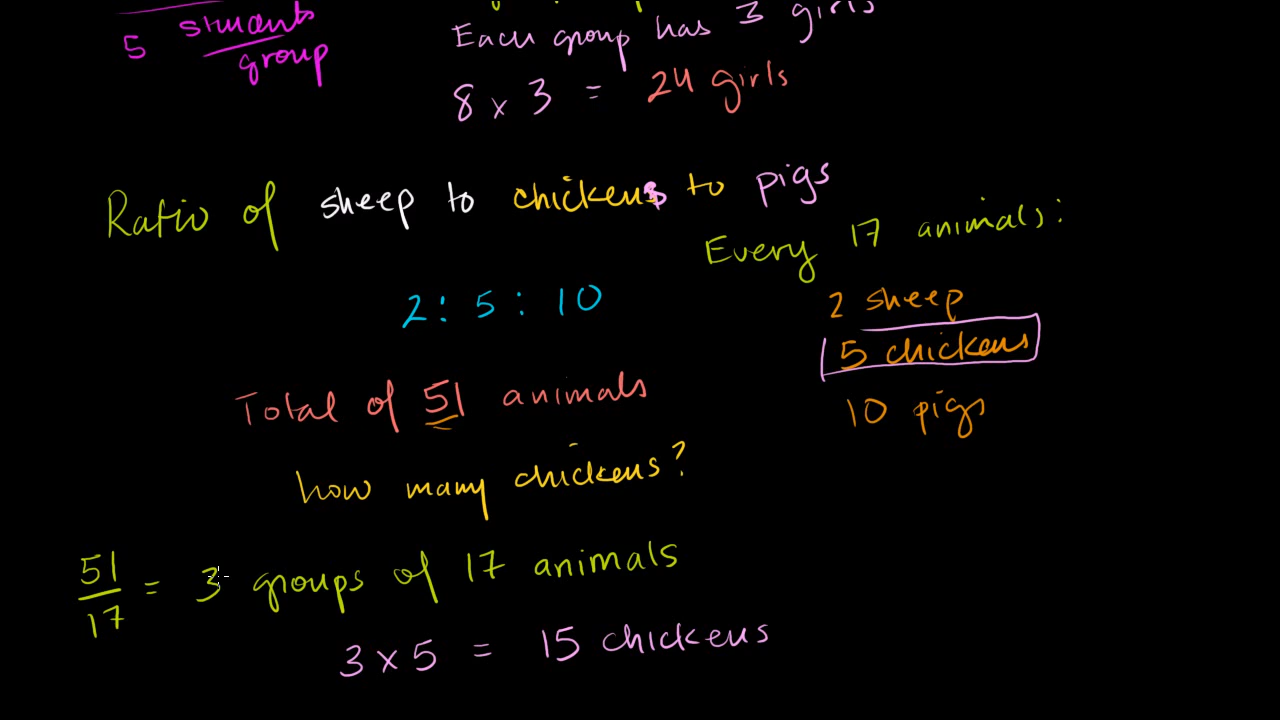 5 students
group
Each group has 3 girls
8 x 3 = 24 girls
Ratio of sheep to chickens to pigs
2 : 5 : 10
Every 17 animals:
2 sheep
5 chickens
10 pigs
Total of 51 animals
how many chickens?
51
17 = 3 groups of 17 animals
3 x 5 = 15 chickens